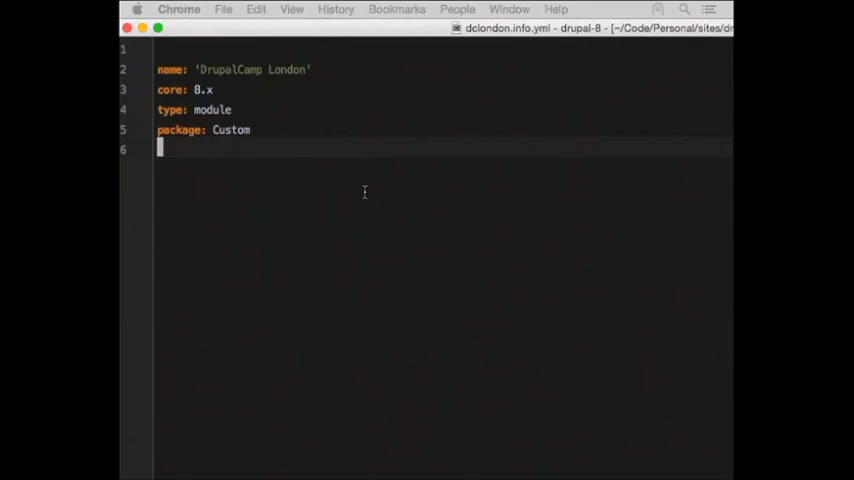 Chrome File Edit View History Bookmarks People Window Help
dclondon.info.yml - drupal-8 - [~/Code/Personal/sites/dr
1
2 name: 'DrupalCamp London'
3 core: 8.x
4 type: module
5 package: Custom
6